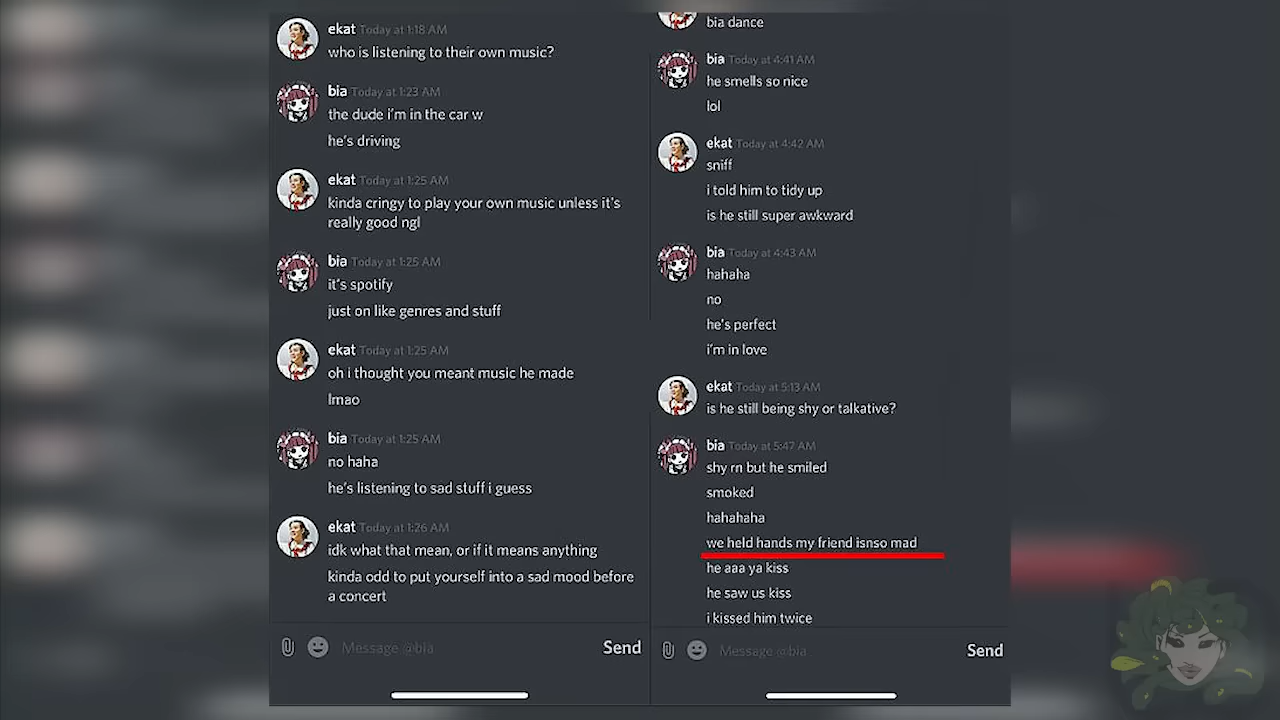 ekat Today at 1:18 AM
who is listening to their own music?
bia Today at 1:23 AM
the dude i'm in the car w
he's driving
ekat Today at 1:25 AM
kinda cringy to play your own music unless it's
really good ngl
bia Today at 1:25 AM
it's spotify
just on like genres and stuff
ekat Today at 1:25 AM
oh i thought you meant music he made
lmao
bia Today at 1:25 AM
no haha
he's listening to sad stuff i guess
ekat Today at 1:26 AM
idk what that mean, or if it means anything
kinda odd to put yourself into a sad mood before
a concert
Message @bia
Send
bia dance
bia Today at 4:41 AM
he smells so nice
lol
ekat Today at 4:42 AM
sniff
i told him to tidy up
is he still super awkward
bia Today at 4:43 AM
hahaha
no
he's perfect
i'm in love
ekat Today at 5:13 AM
is he still being shy or talkative?
bia Today at 5:47 AM
shy rn but he smiled
smoked
hahahaha
we held hands my friend isnso mad
he aaa ya kiss
he saw us kiss
i kissed him twice
Message @bia
Send